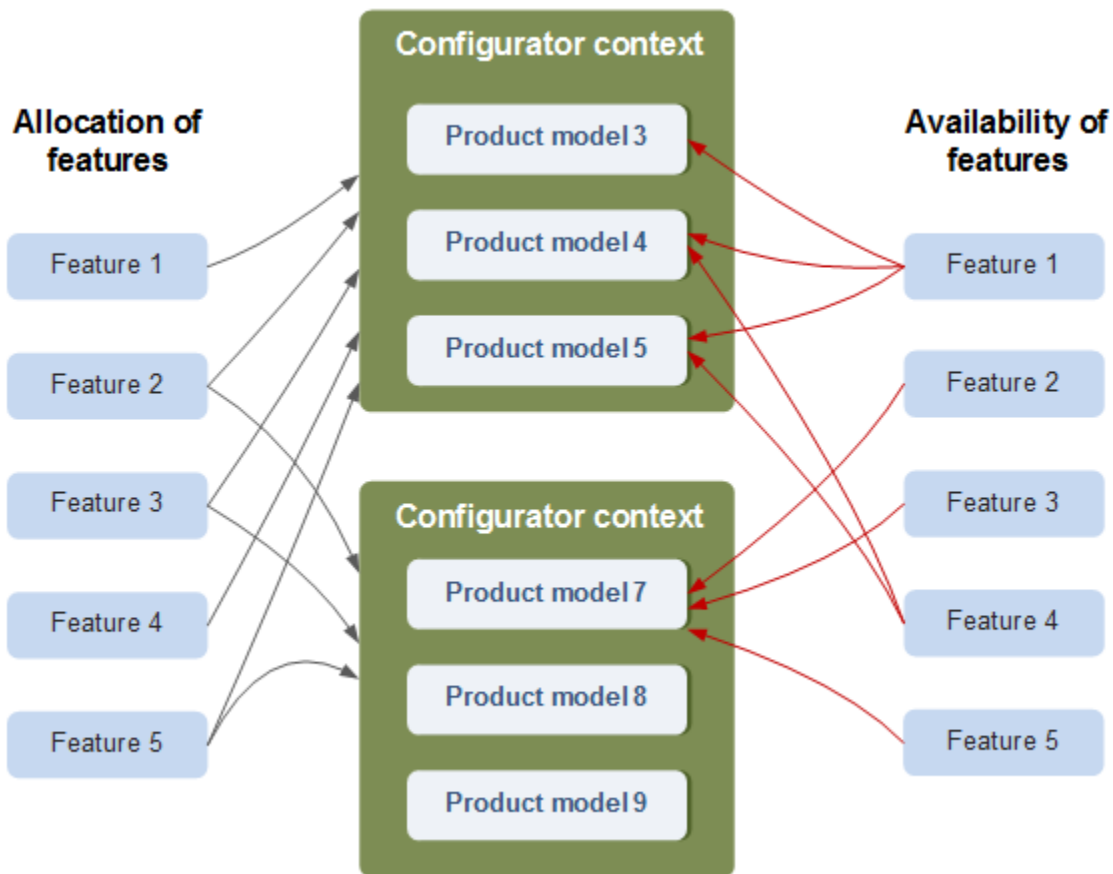 Allocation of
features
Feature 1
Feature 2
Feature 3
Feature 4
Feature 5
Configurator context
Product model 3
Product model 4
Product model 5
Configurator context
Product model 7
Product model 8
Product model 9
Availability of
features
Feature 1
Feature 2
Feature 3
Feature 4
Feature 5